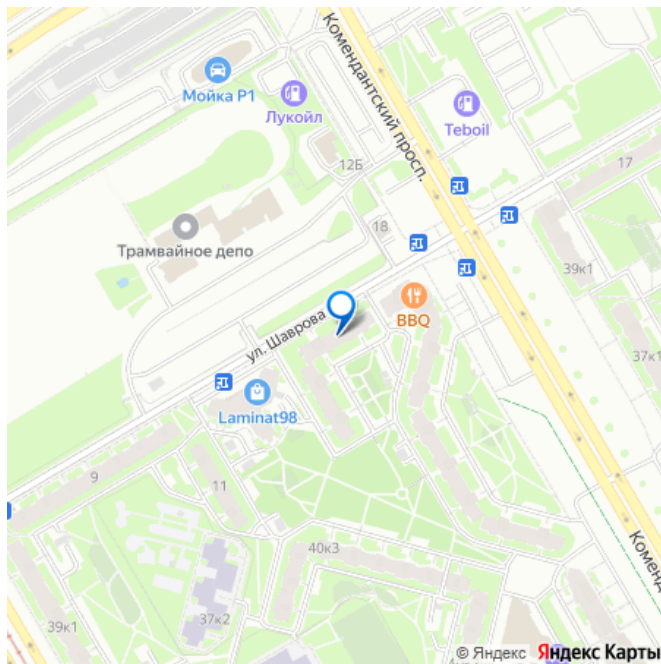 Комендантский просп.
Мойка Р1
Лукойл
Teboil
12Б
17
18
Трамвайное депо
39к1
BBQ
ул. Шаврова
37к1
Laminat98
9
11
40к3
Коменд
37к2
39к1
© Яндекс Яндекс Карты